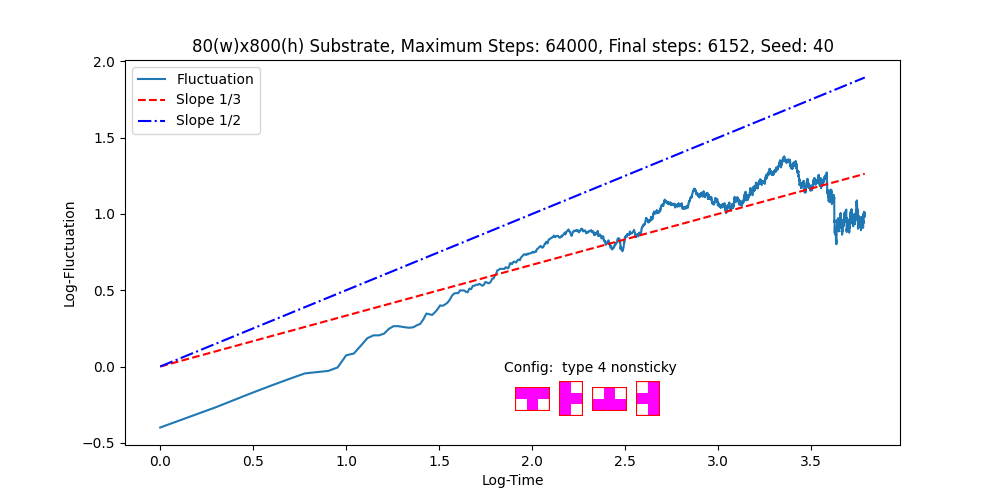 80(w)x800(h) Substrate, Maximum Steps: 64000, Final steps: 6152, Seed: 40
2.0
1.5
1.0
0.5
0.0
−0.5
Log-Fluctuation
Fluctuation
Slope 1/3
Slope 1/2
Config:  type 4 nonsticky
0.0 0.5 1.0 1.5 2.0 2.5 3.0 3.5
Log-Time